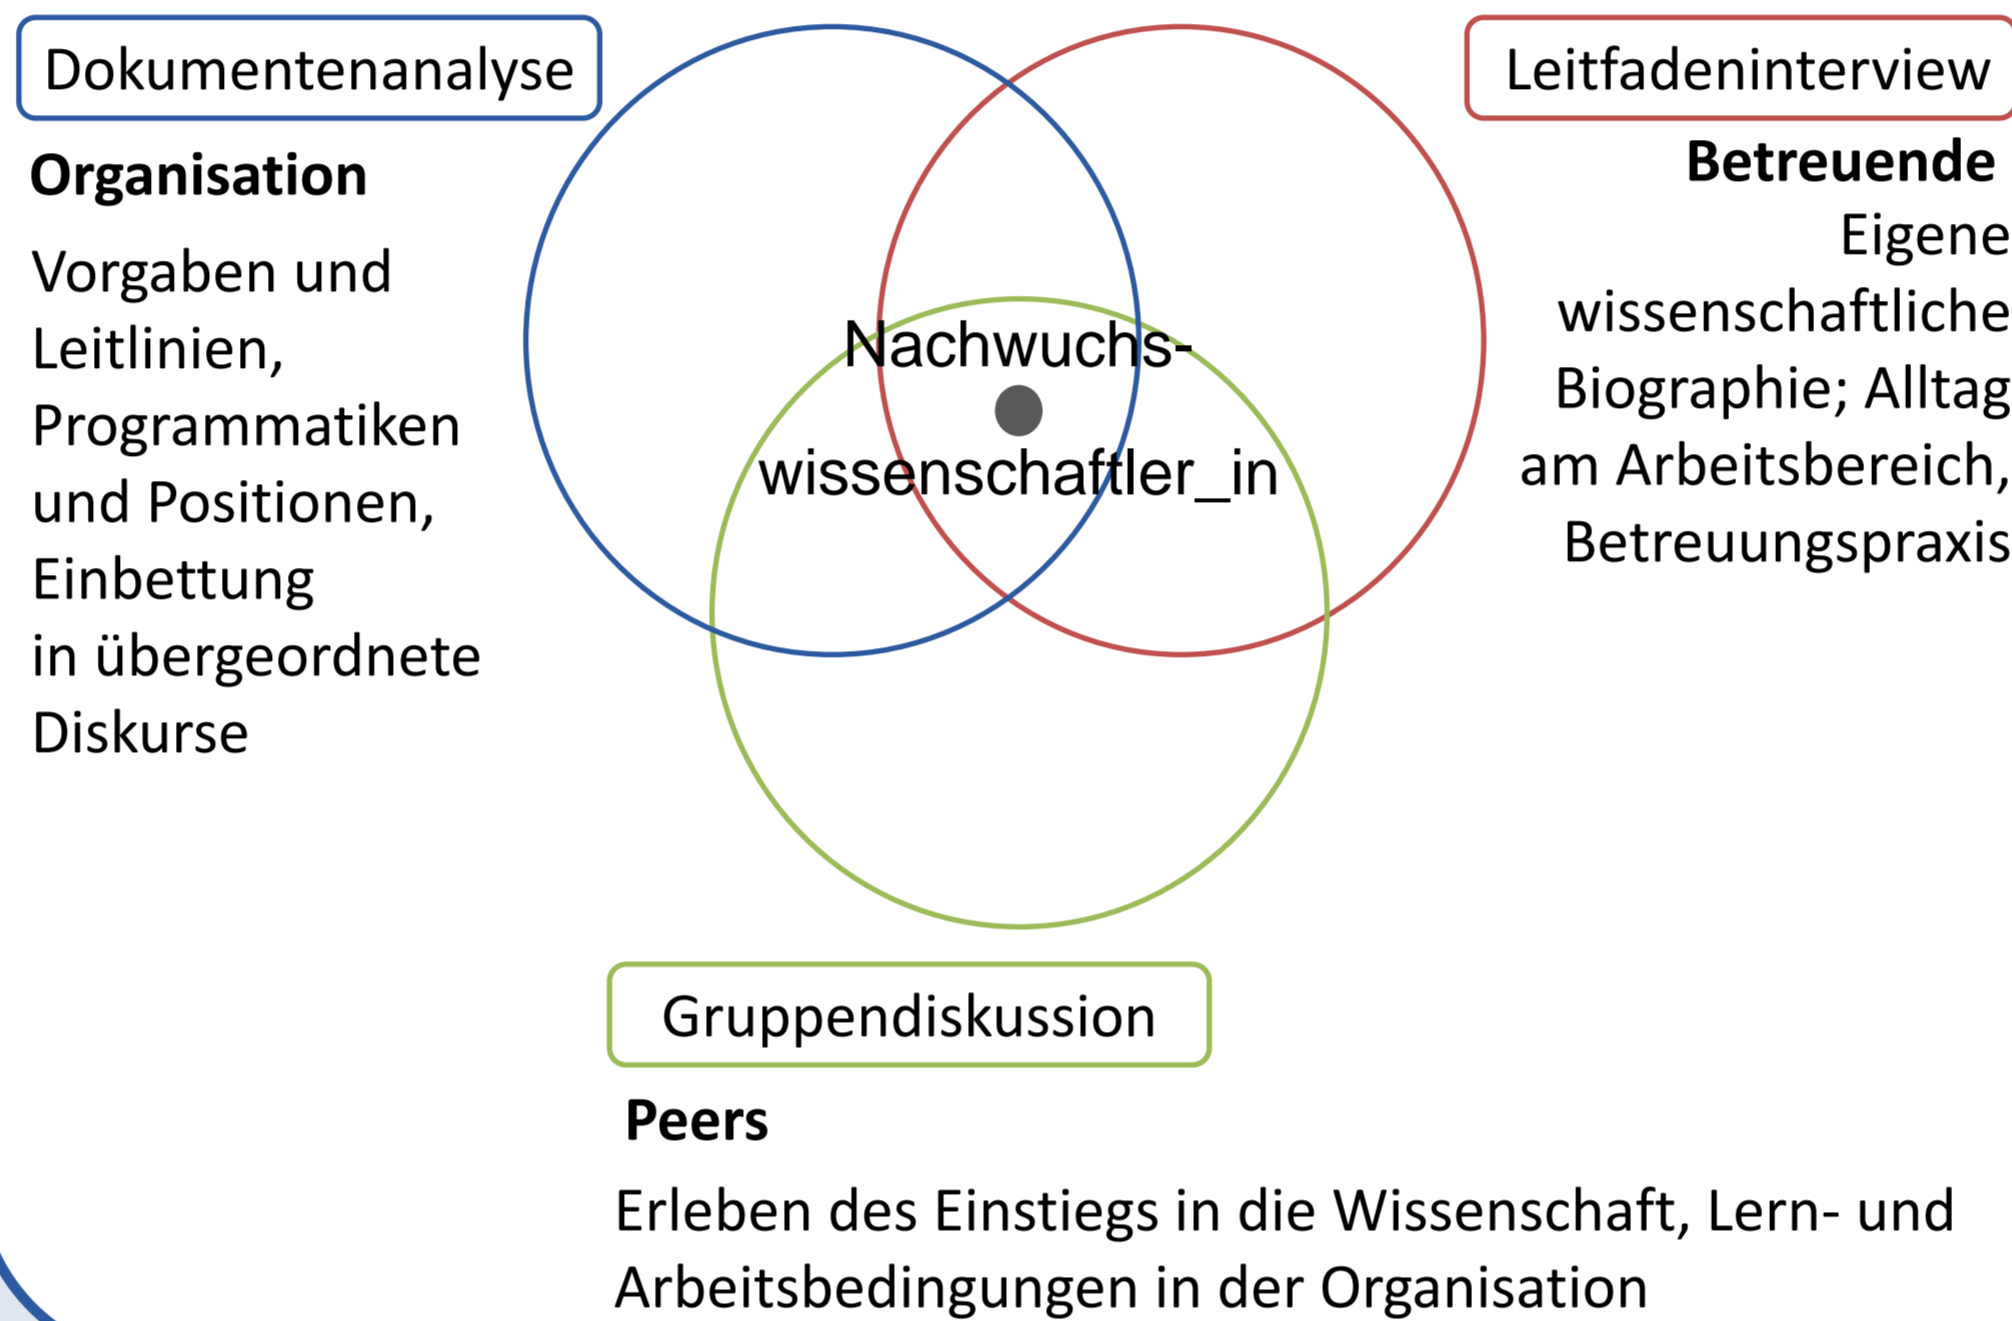 Dokumentenanalyse
Organisation
Vorgaben und
Leitlinien,
Programmatiken
und Positionen,
Einbettung
in übergeordnete
Diskurse
Nachwuchs-
wissenschaftler_in
Leitfadeninterview
Betreuende
Eigene
wissenschaftliche
Biographie; Alltag
am Arbeitsbereich,
Betreuungspraxis
Gruppendiskussion
Peers
Erleben des Einstiegs in die Wissenschaft, Lern- und
Arbeitsbedingungen in der Organisation